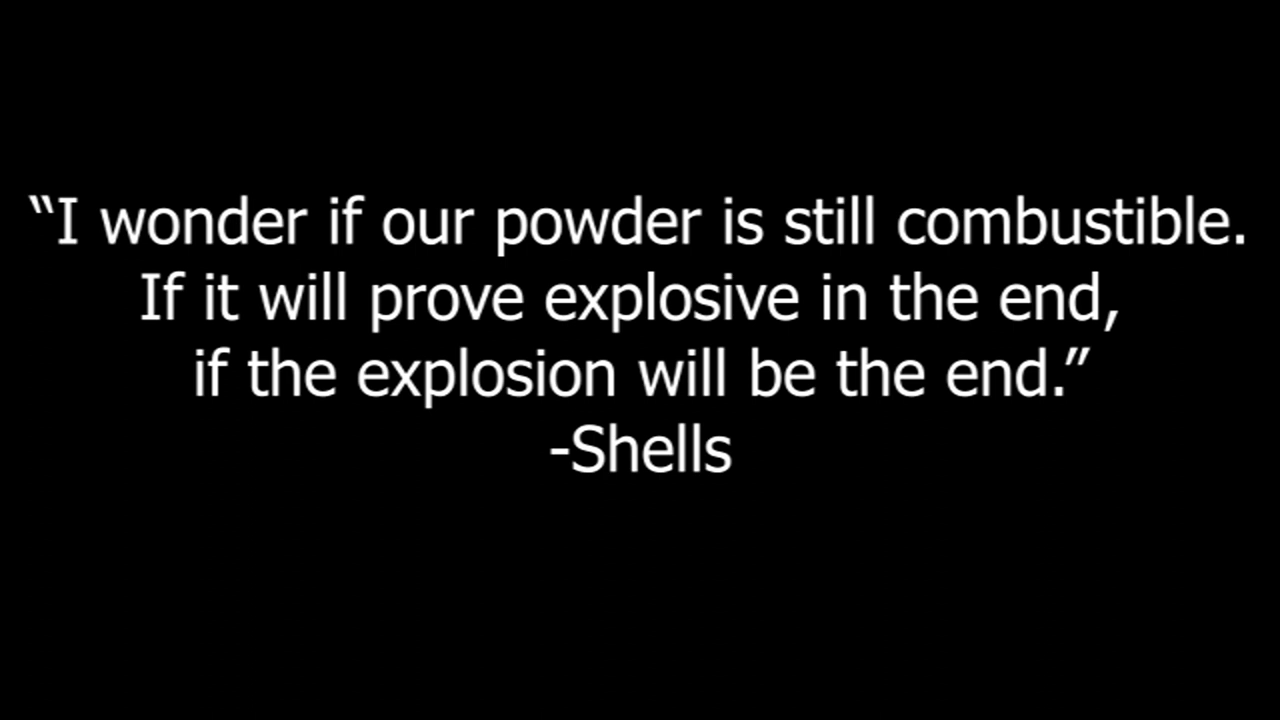 “I wonder if our powder is still combustible.
If it will prove explosive in the end,
if the explosion will be the end.”
-Shells